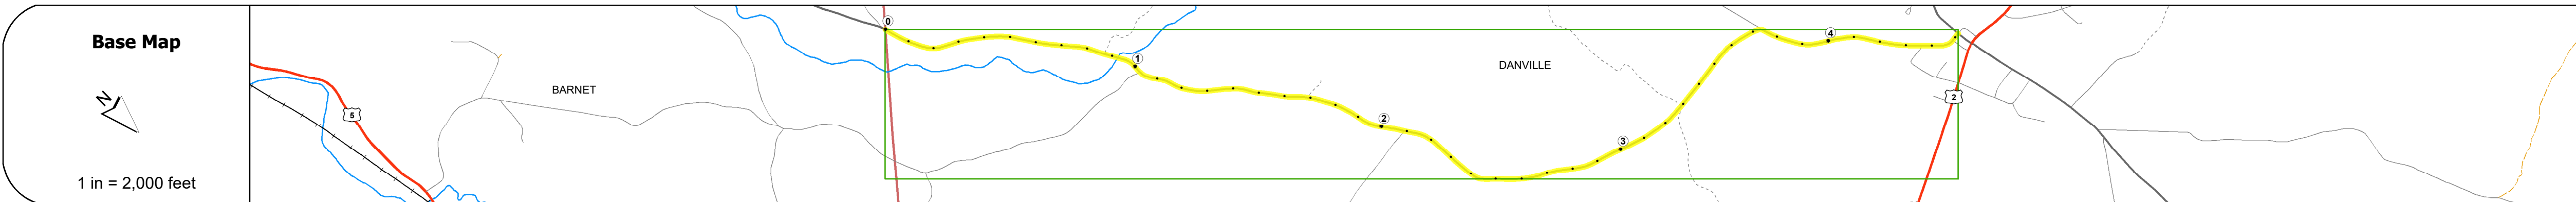 Base Map
N
1 in = 2,000 feet
5
BARNET
0
1
2
DANVILLE
3
4
2